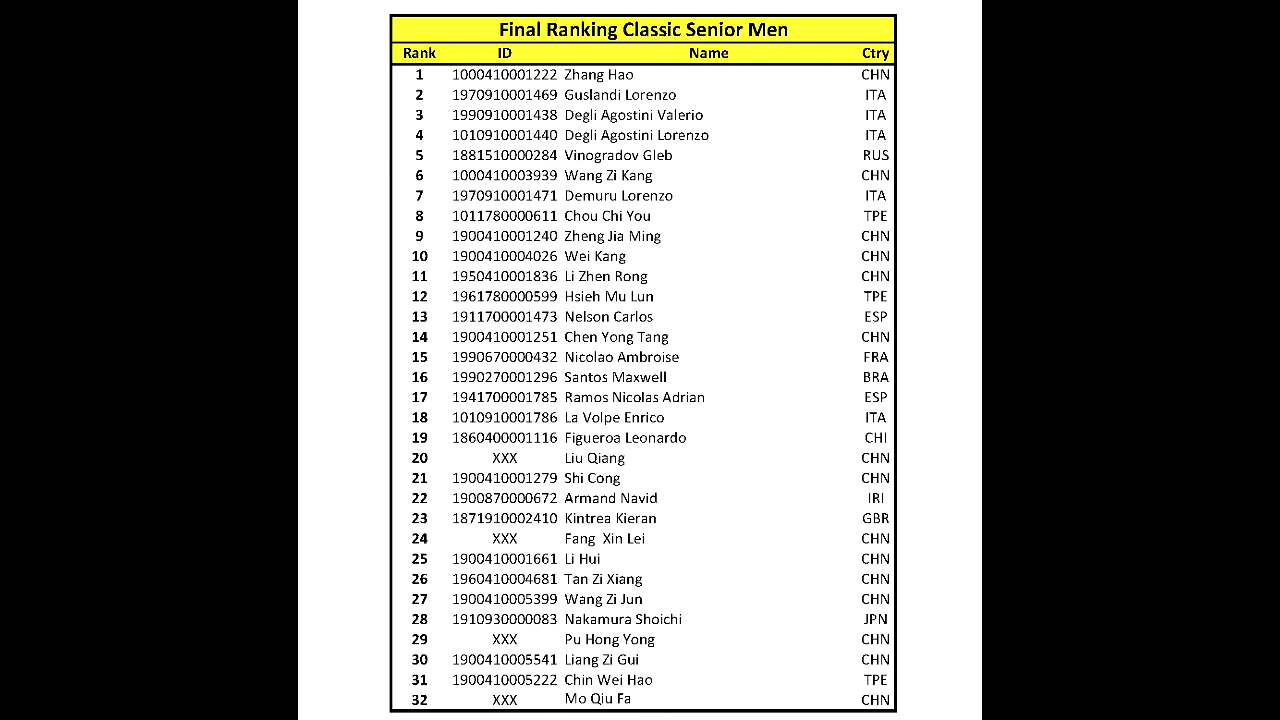 Final Ranking Classic Senior Men
Rank ID Name Ctry
1 1000410001222 Zhang Hao CHN
2 1970910001469 Guslandi Lorenzo ITA
3 1990910001438 Degli Agostini Valerio ITA
4 1010910001440 Degli Agostini Lorenzo ITA
5 1881510000284 Vinogradov Gleb RUS
6 1000410003939 Wang Zi Kang CHN
7 1970910001471 Demuru Lorenzo ITA
8 1011780000611 Chou Chi You TPE
9 1900410001240 Zheng Jia Ming CHN
10 1900410004026 Wei Kang CHN
11 1950410001836 Li Zhen Rong CHN
12 1961780000599 Hsieh Mu Lun TPE
13 1911700001473 Nelson Carlos ESP
14 1900410001251 Chen Yong Tang CHN
15 1990670000432 Nicolao Ambroise FRA
16 1990270001296 Santos Maxwell BRA
17 1941700001785 Ramos Nicolas Adrian ESP
18 1010910001786 La Volpe Enrico ITA
19 1860400001116 Figueroa Leonardo CHI
20 XXX Liu Qiang CHN
21 1900410001279 Shi Cong CHN
22 1900870000672 Armand Navid IRI
23 1871910002410 Kintrea Kieran GBR
24 XXX Fang Xin Lei CHN
25 1900410001661 Li Hui CHN
26 1960410004681 Tan Zi Xiang CHN
27 1900410005399 Wang Zi Jun CHN
28 1910930000083 Nakamura Shoichi JPN
29 XXX Pu Hong Yong CHN
30 1900410005541 Liang Zi Gui CHN
31 1900410005222 Chin Wei Hao TPE
32 XXX Mo Qiu Fa CHN